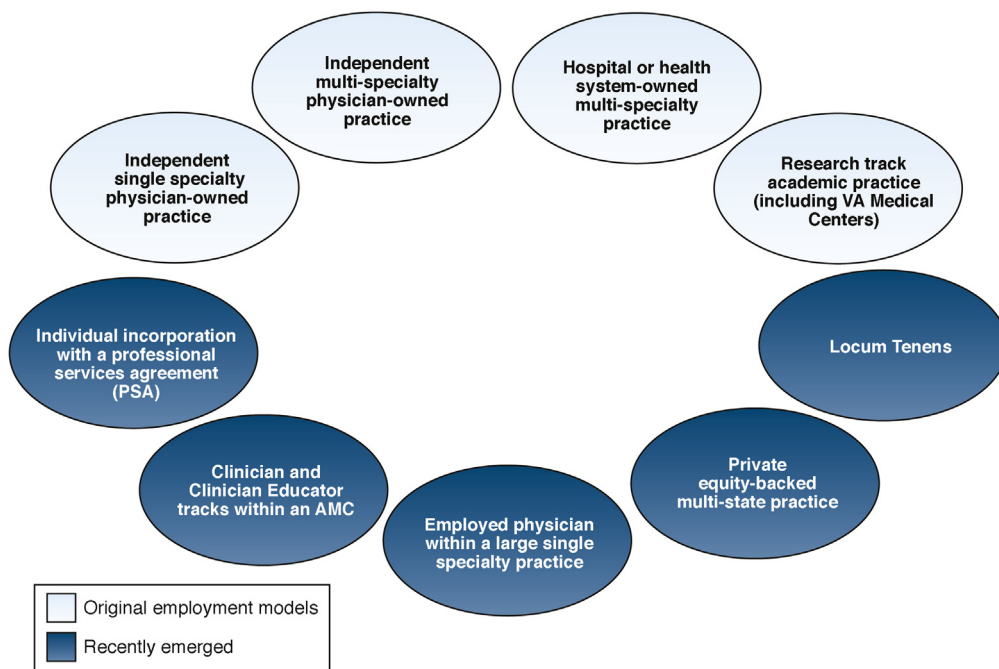 Independent
multi-specialty
physician-owned
practice
Hospital or health
system-owned
multi-specialty
practice
Independent
single specialty
physician-owned
practice
Research track
academic practice
(including VA Medical
Centers)
Individual incorporation
with a professional
services agreement
(PSA)
Locum Tenens
Clinician and
Clinician Educator
tracks within an AMC
Private
equity-backed
multi-state practice
Employed physician
within a large single
specialty practice
Original employment models
Recently emerged